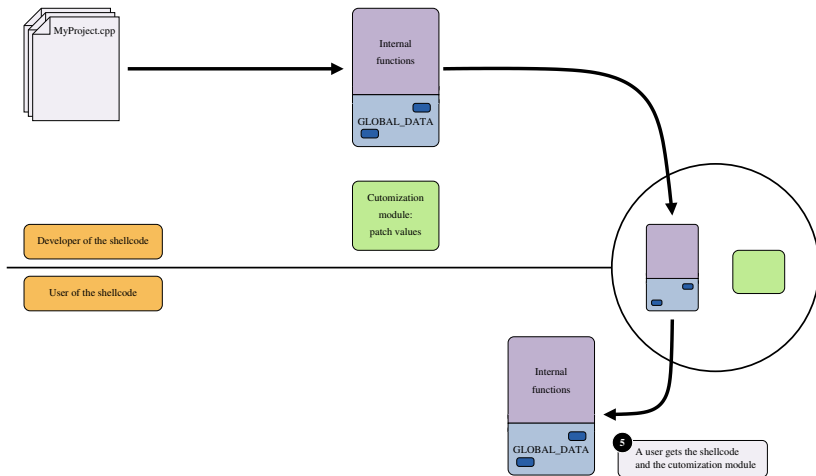 MyProject.cpp
Internal
functions
GLOBAL_DATA
Cutomization
module:
patch values
Developer of the shellcode
User of the shellcode
Internal
functions
GLOBAL_DATA
5
A user gets the shellcode
and the cutomization module